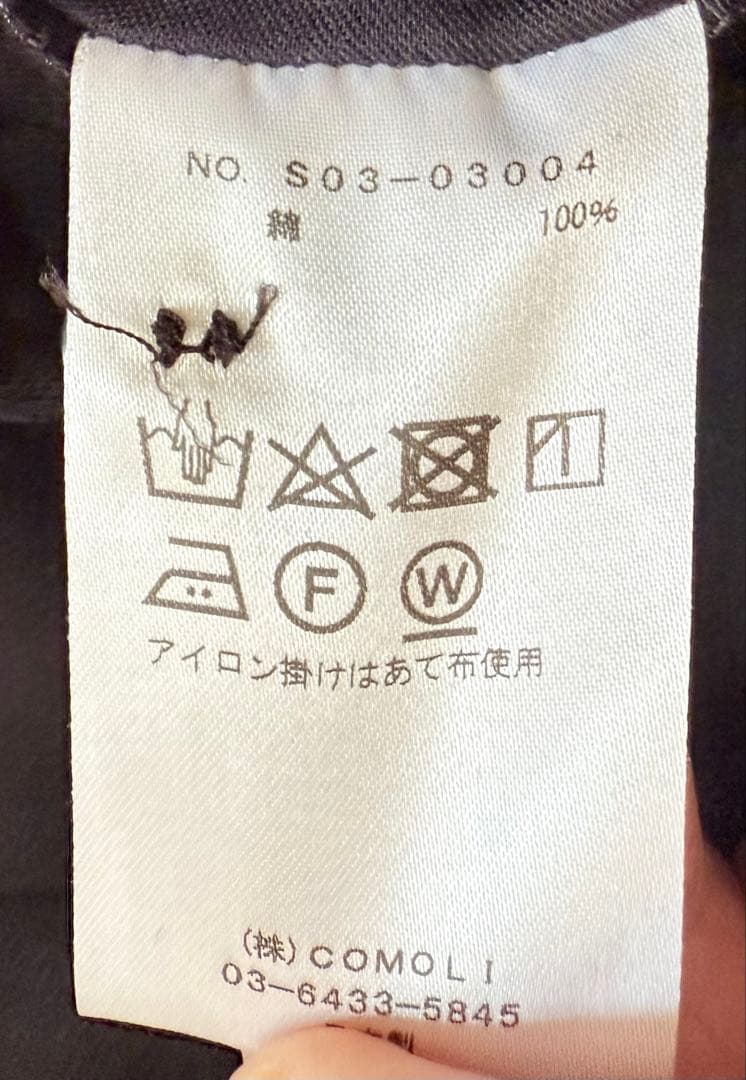 NO. S03-03004
綿 100%
F W
アイロン掛けはあて布使用
(株) COMOLI
03-6433-5845